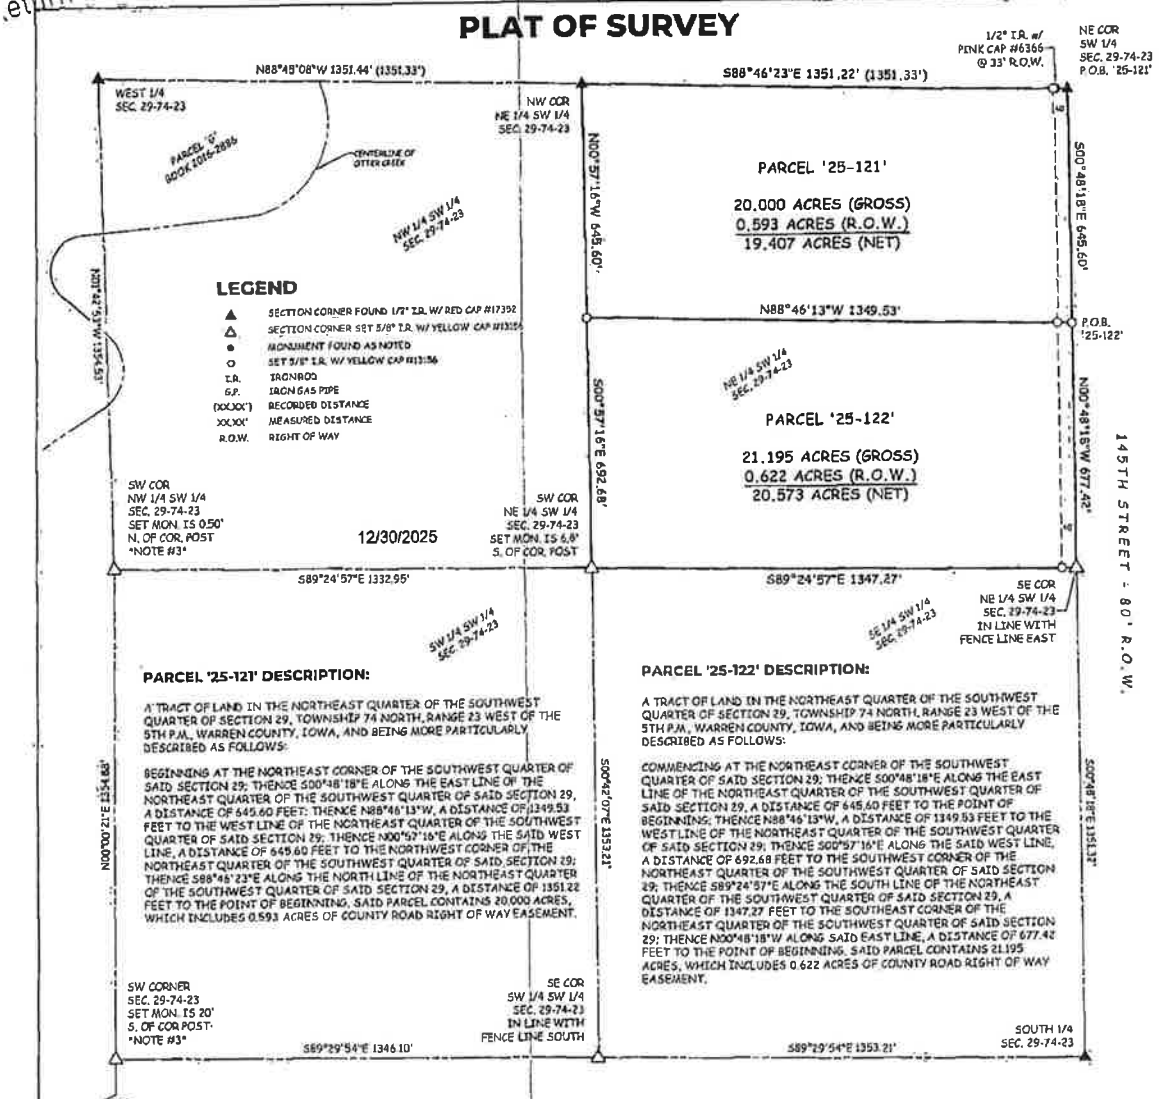 PLAT OF SURVEY
1/2" I.R. w/
PINK CAP #6366
@ 33' R.O.W.
NE COR
SW 1/4
SEC. 29-74-23
P.O.B. '25-121'
N88°45'08"W 1351.44' (1351.33')
S88°46'23"E 1351.22' (1351.33')
WEST 1/4
SEC. 29-74-23
NW COR
NE 1/4 SW 1/4
SEC. 29-74-23
PARCEL "G"
BOOK 2016-2886
CENTERLINE OF
OTTER CREEK
NW 1/4 SW 1/4
SEC. 29-74-23
N00°57'16"W 645.60'
PARCEL '25-121'
20.000 ACRES (GROSS)
0.593 ACRES (R.O.W.)
19.407 ACRES (NET)
S00°48'18"E 645.60'
N01°42'51"W 1354.53'
LEGEND
SECTION CORNER FOUND 1/2" I.R. W/ RED CAP #17352
SECTION CORNER SET 5/8" I.R. W/ YELLOW CAP #13156
MONUMENT FOUND AS NOTED
SET 5/8" I.R. W/ YELLOW CAP #13156
I.R. IRON ROD
G.P. IRON GAS PIPE
(XX.XX') RECORDED DISTANCE
XX.XX' MEASURED DISTANCE
R.O.W. RIGHT OF WAY
N88°46'13"W 1349.53'
P.O.B.
'25-122'
NE 1/4 SW 1/4
SEC. 29-74-23
S00°57'16"E 692.68'
PARCEL '25-122'
21.195 ACRES (GROSS)
0.622 ACRES (R.O.W.)
20.573 ACRES (NET)
N00°48'18"W 677.42'
145TH STREET - 80' R.O.W.
SW COR
NW 1/4 SW 1/4
SEC. 29-74-23
SET MON. IS 0.50'
N. OF COR. POST
*NOTE #3*
12/30/2025
SW COR
NE 1/4 SW 1/4
SEC. 29-74-23
SET MON. IS 6.8'
S. OF COR. POST
S89°24'57"E 1332.95'
S89°24'57"E 1347.27'
SE COR
NE 1/4 SW 1/4
SEC. 29-74-23
IN LINE WITH
FENCE LINE EAST
SW 1/4 SW 1/4
SEC. 29-74-23
SE 1/4 SW 1/4
SEC. 29-74-23
PARCEL '25-121' DESCRIPTION:
A TRACT OF LAND IN THE NORTHEAST QUARTER OF THE SOUTHWEST
QUARTER OF SECTION 29, TOWNSHIP 74 NORTH, RANGE 23 WEST OF THE
5TH P.M., WARREN COUNTY, IOWA, AND BEING MORE PARTICULARLY
DESCRIBED AS FOLLOWS:
BEGINNING AT THE NORTHEAST CORNER OF THE SOUTHWEST QUARTER OF
SAID SECTION 29; THENCE S00°48'18"E ALONG THE EAST LINE OF THE
NORTHEAST QUARTER OF THE SOUTHWEST QUARTER OF SAID SECTION 29,
A DISTANCE OF 645.60 FEET; THENCE N88°46'13"W, A DISTANCE OF 1349.53
FEET TO THE WEST LINE OF THE NORTHEAST QUARTER OF THE SOUTHWEST
QUARTER OF SAID SECTION 29; THENCE N00°57'16"E ALONG THE SAID WEST
LINE, A DISTANCE OF 645.60 FEET TO THE NORTHWEST CORNER OF THE
NORTHEAST QUARTER OF THE SOUTHWEST QUARTER OF SAID SECTION 29;
THENCE S88°46'23"E ALONG THE NORTH LINE OF THE NORTHEAST QUARTER
OF THE SOUTHWEST QUARTER OF SAID SECTION 29, A DISTANCE OF 1351.22
FEET TO THE POINT OF BEGINNING. SAID PARCEL CONTAINS 20.000 ACRES,
WHICH INCLUDES 0.593 ACRES OF COUNTY ROAD RIGHT OF WAY EASEMENT.
PARCEL '25-122' DESCRIPTION:
A TRACT OF LAND IN THE NORTHEAST QUARTER OF THE SOUTHWEST
QUARTER OF SECTION 29, TOWNSHIP 74 NORTH, RANGE 23 WEST OF THE
5TH P.M., WARREN COUNTY, IOWA, AND BEING MORE PARTICULARLY
DESCRIBED AS FOLLOWS:
COMMENCING AT THE NORTHEAST CORNER OF THE SOUTHWEST
QUARTER OF SAID SECTION 29; THENCE S00°48'18"E ALONG THE EAST
LINE OF THE NORTHEAST QUARTER OF THE SOUTHWEST QUARTER OF
SAID SECTION 29, A DISTANCE OF 645.60 FEET TO THE POINT OF
BEGINNING; THENCE N88°46'13"W, A DISTANCE OF 1349.53 FEET TO THE
WEST LINE OF THE NORTHEAST QUARTER OF THE SOUTHWEST QUARTER
OF SAID SECTION 29; THENCE S00°57'16"E ALONG THE SAID WEST LINE,
A DISTANCE OF 692.68 FEET TO THE SOUTHWEST CORNER OF THE
NORTHEAST QUARTER OF THE SOUTHWEST QUARTER OF SAID SECTION
29; THENCE S89°24'57"E ALONG THE SOUTH LINE OF THE NORTHEAST
QUARTER OF THE SOUTHWEST QUARTER OF SAID SECTION 29, A
DISTANCE OF 1347.27 FEET TO THE SOUTHEAST CORNER OF THE
NORTHEAST QUARTER OF THE SOUTHWEST QUARTER OF SAID SECTION
29; THENCE N00°48'18"W ALONG SAID EAST LINE, A DISTANCE OF 677.42
FEET TO THE POINT OF BEGINNING. SAID PARCEL CONTAINS 21.195
ACRES, WHICH INCLUDES 0.622 ACRES OF COUNTY ROAD RIGHT OF WAY
EASEMENT.
S00°42'07"E 1353.21'
S00°48'18"E 1351.37'
SW CORNER
SEC. 29-74-23
SET MON. IS 20'
S. OF COR POST
*NOTE #3*
SE COR
SW 1/4 SW 1/4
SEC. 29-74-23
IN LINE WITH
FENCE LINE SOUTH
SOUTH 1/4
SEC. 29-74-23
S89°29'54"E 1346.10'
S89°29'54"E 1353.21'